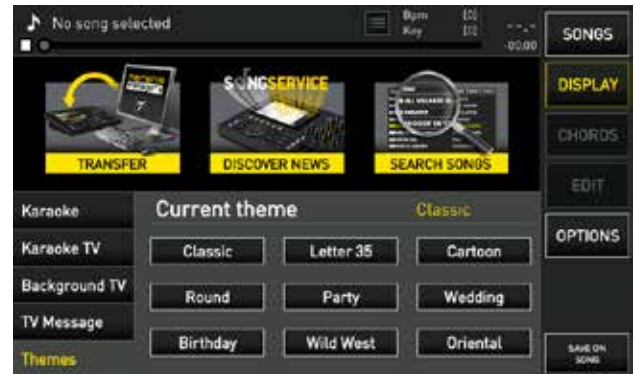 No song selected
Bpm
Key
--.-
-00.00
SONGS
DISPLAY
CHORDS
EDIT
OPTIONS
SAVE ON
SONG
SONGSERVICE
TRANSFER
DISCOVER NEWS
SEARCH SONGS
Karaoke
Karaoke TV
Background TV
TV Message
Themes
Current theme
Classic
Classic
Letter 35
Cartoon
Round
Party
Wedding
Birthday
Wild West
Oriental